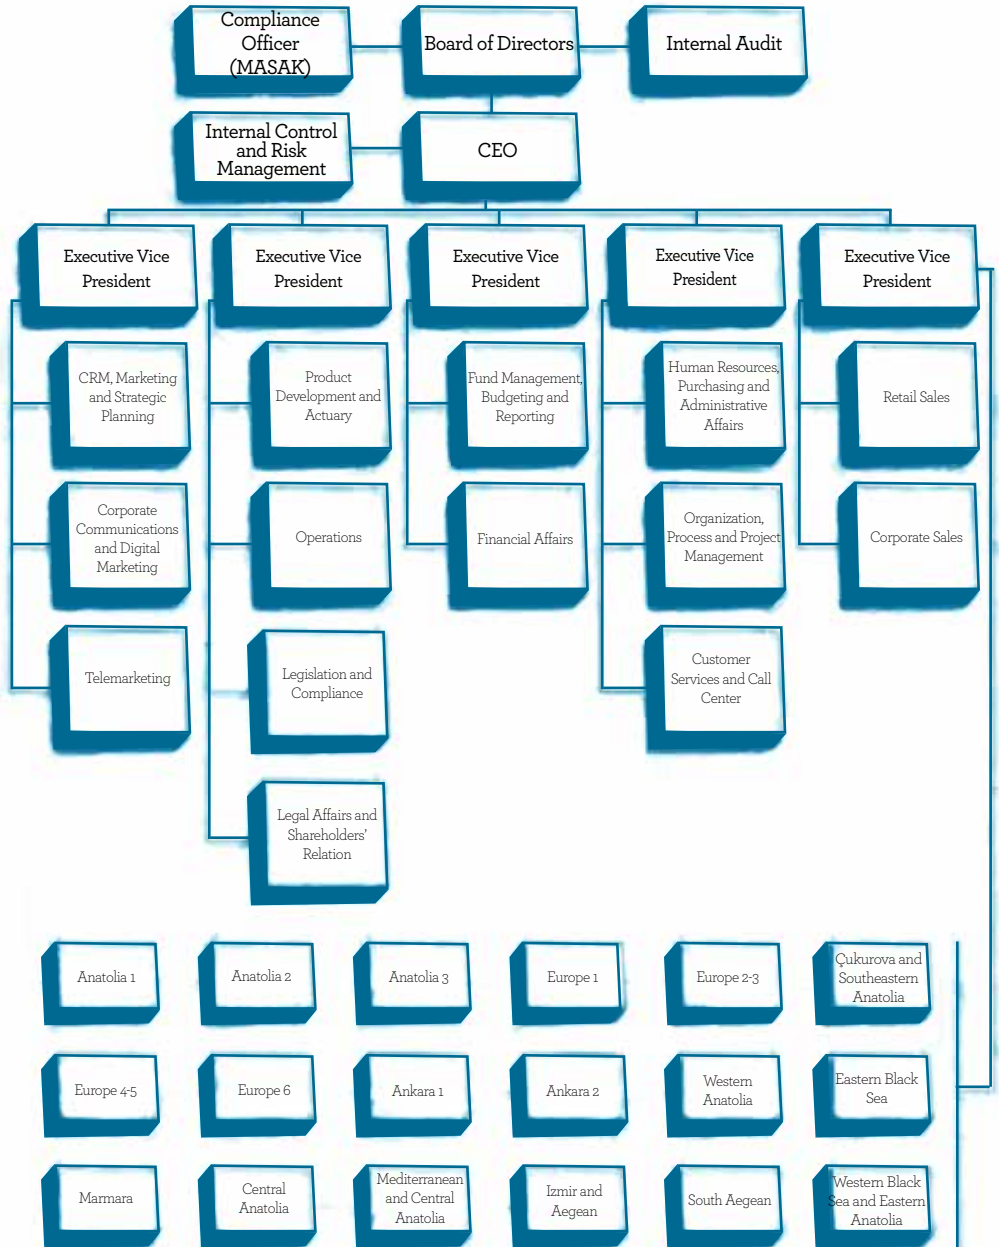 Compliance
Officer
(MASAK)
Board of Directors
Internal Audit
Internal Control
and Risk
Management
CEO
Executive Vice
President
Executive Vice
President
Executive Vice
President
Executive Vice
President
Executive Vice
President
CRM, Marketing
and Strategic
Planning
Product
Development and
Actuary
Fund Management,
Budgeting and
Reporting
Human Resources,
Purchasing and
Administrative
Affairs
Retail Sales
Corporate
Communications
and Digital
Marketing
Operations
Financial Affairs
Organization,
Process and Project
Management
Corporate Sales
Telemarketing
Legislation and
Compliance
Customer
Services and Call
Center
Legal Affairs and
Shareholders'
Relation
Anatolia 1
Anatolia 2
Anatolia 3
Europe 1
Europe 2-3
Çukurova and
Southeastern
Anatolia
Europe 4-5
Europe 6
Ankara 1
Ankara 2
Western
Anatolia
Eastern Black
Sea
Marmara
Central
Anatolia
Mediterranean
and Central
Anatolia
Izmir and
Aegean
South Aegean
Western Black
Sea and Eastern
Anatolia